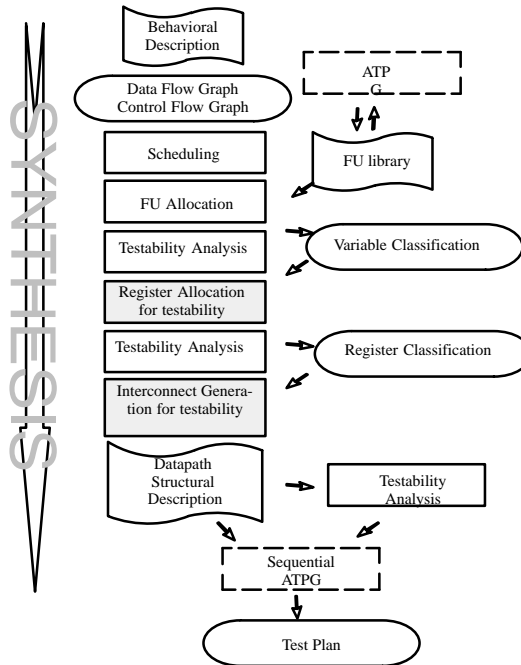 SYNTHESIS
Behavioral
Description
ATP
G
Data Flow Graph
Control Flow Graph
Scheduling
FU library
FU Allocation
Testability Analysis
Variable Classification
Register Allocation
for testability
Testability Analysis
Register Classification
Interconnect Genera-
tion for testability
Datapath
Structural
Description
Testability
Analysis
Sequential
ATPG
Test Plan